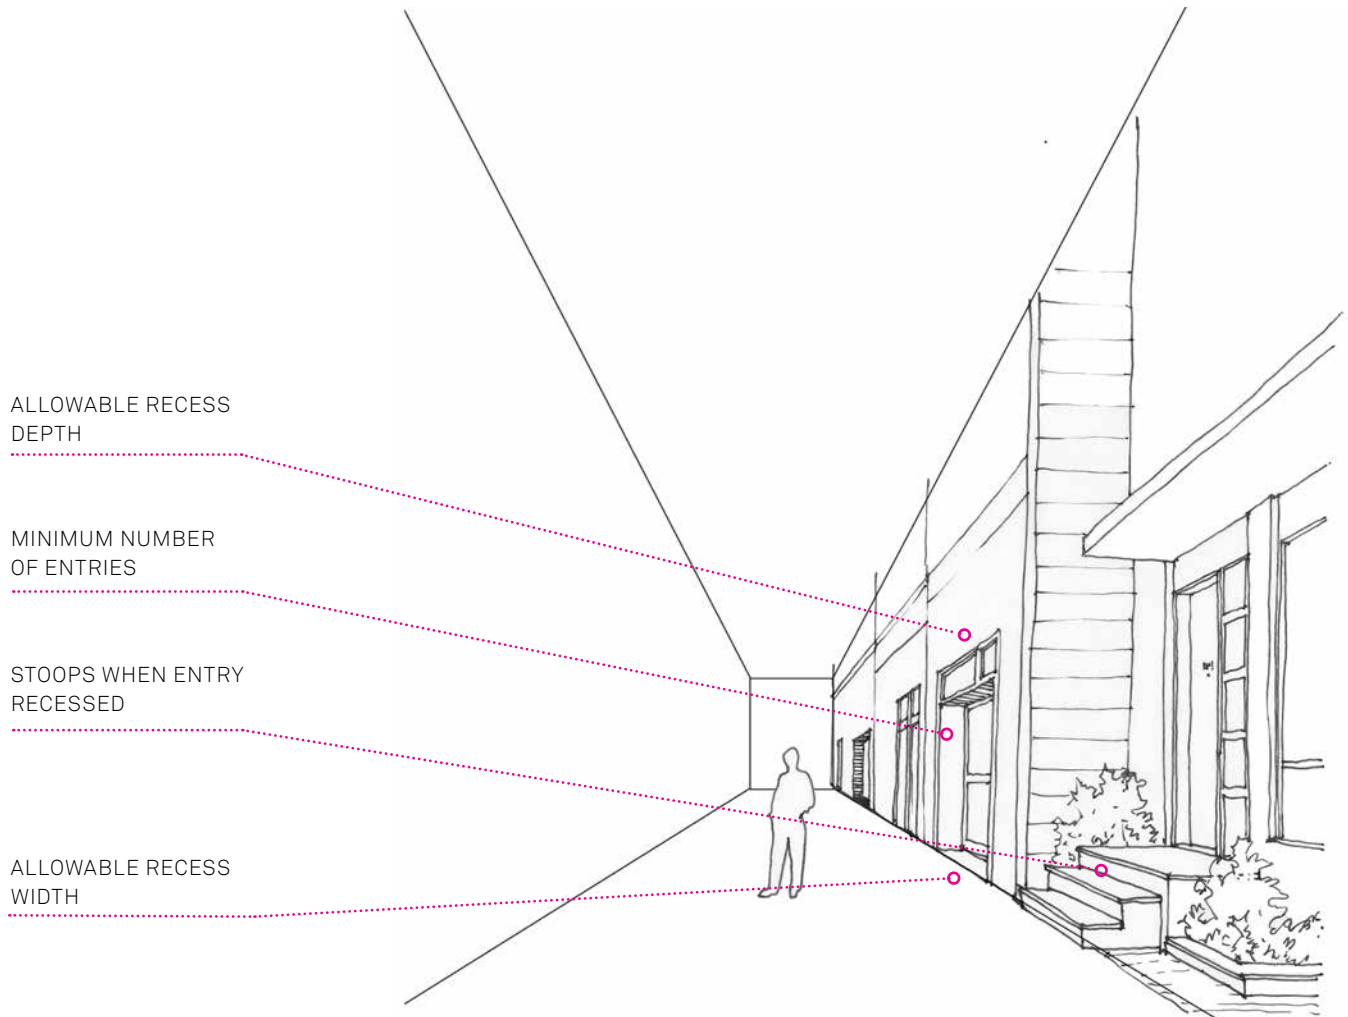 ALLOWABLE RECESS
DEPTH
MINIMUM NUMBER
OF ENTRIES
STOOPS WHEN ENTRY
RECESSED
ALLOWABLE RECESS
WIDTH